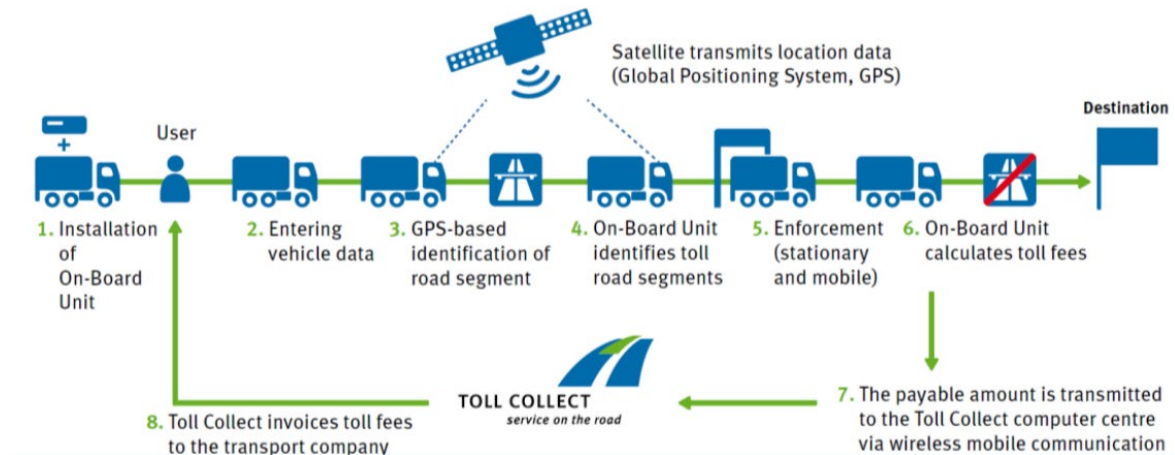 Satellite transmits location data
(Global Positioning System, GPS)
Destination
User
+
1. Installation
of
On-Board
Unit
2. Entering
vehicle data
3. GPS-based
identification of
road segment
4. On-Board Unit
identifies toll
road segments
5. Enforcement
(stationary
and mobile)
6. On-Board Unit
calculates toll fees
7. The payable amount is transmitted
to the Toll Collect computer centre
via wireless mobile communication
TOLL COLLECT
service on the road
8. Toll Collect invoices toll fees
to the transport company